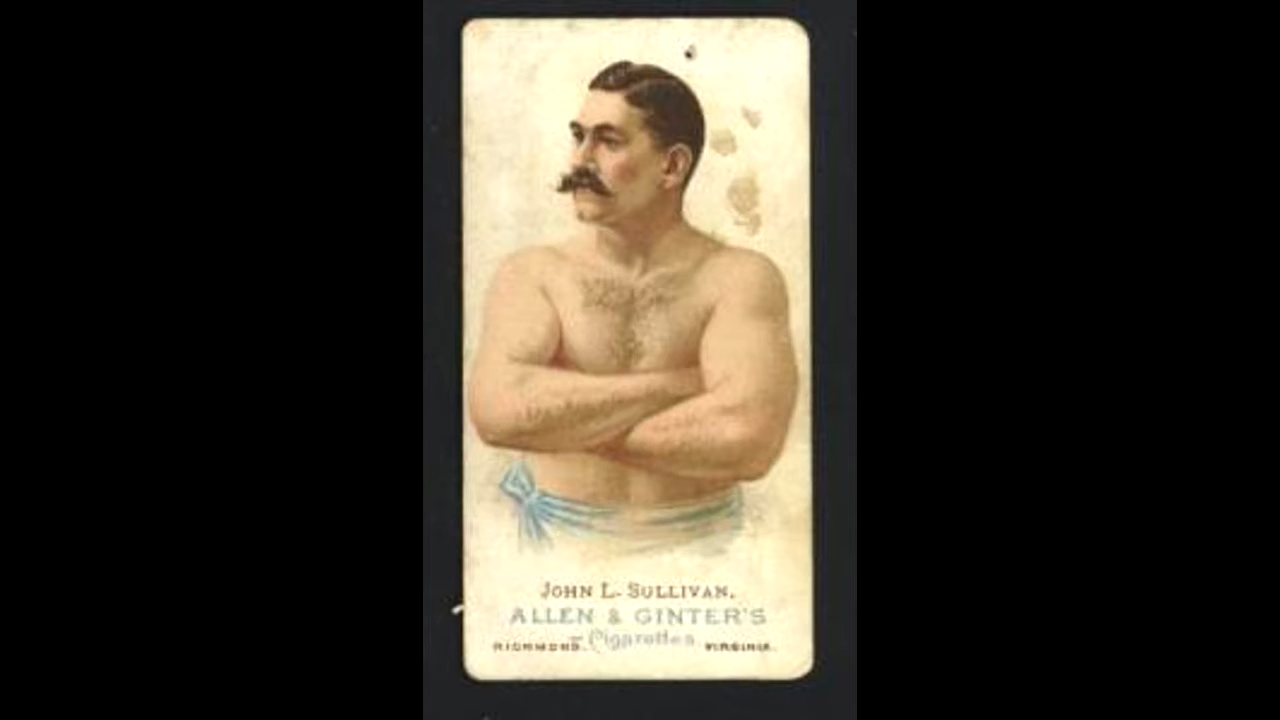 JOHN L. SULLIVAN.
ALLEN & GINTER'S
RICHMOND. Cigarettes VIRGINIA.